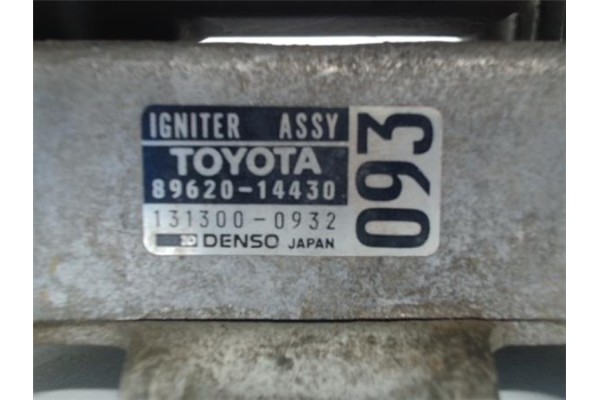 IGNITER ASSY
TOYOTA
89620-14430
131300-0932
DENSO JAPAN
093